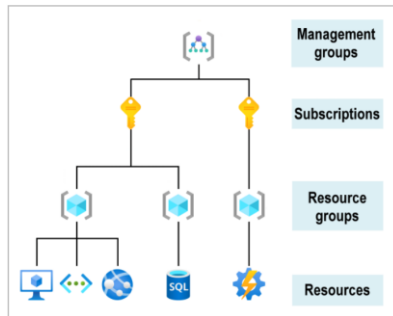 Management
groups
Subscriptions
Resource
groups
SQL
Resources